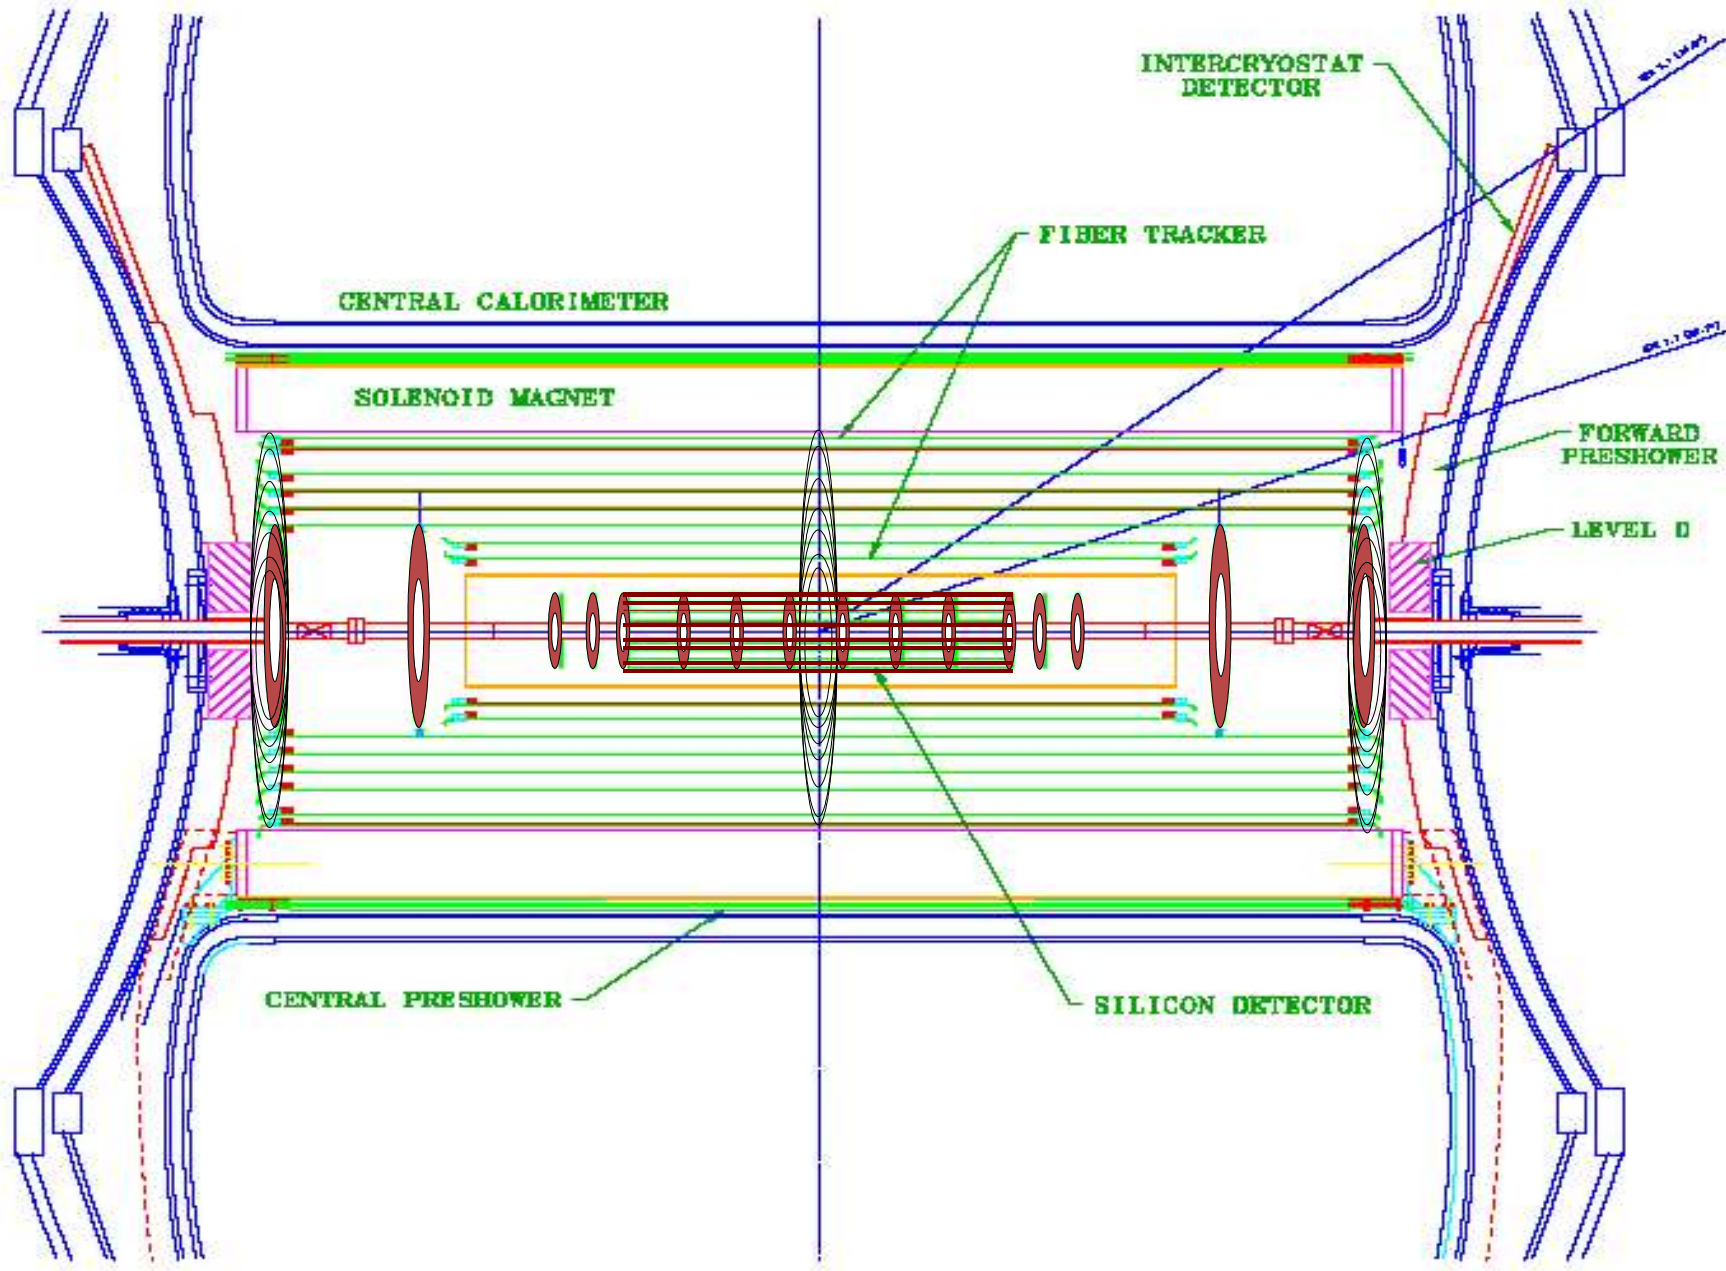 INTERCRYOSTAT
DETECTOR
FIBER TRACKER
CENTRAL CALORIMETER
SOLENOID MAGNET
FORWARD
PRESHOWER
LEVEL 0
CENTRAL PRESHOWER
SILICON DETECTOR